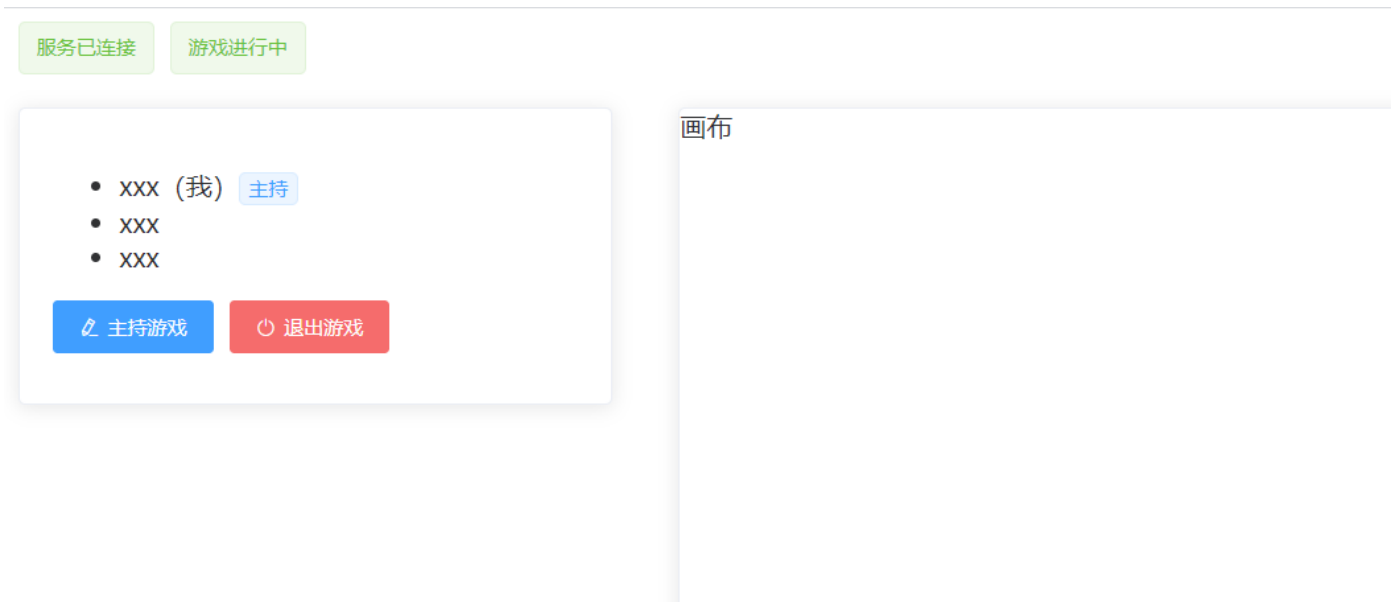 服务已连接 游戏进行中
xxx（我） 主持
xxx
xxx
主持游戏 退出游戏
画布